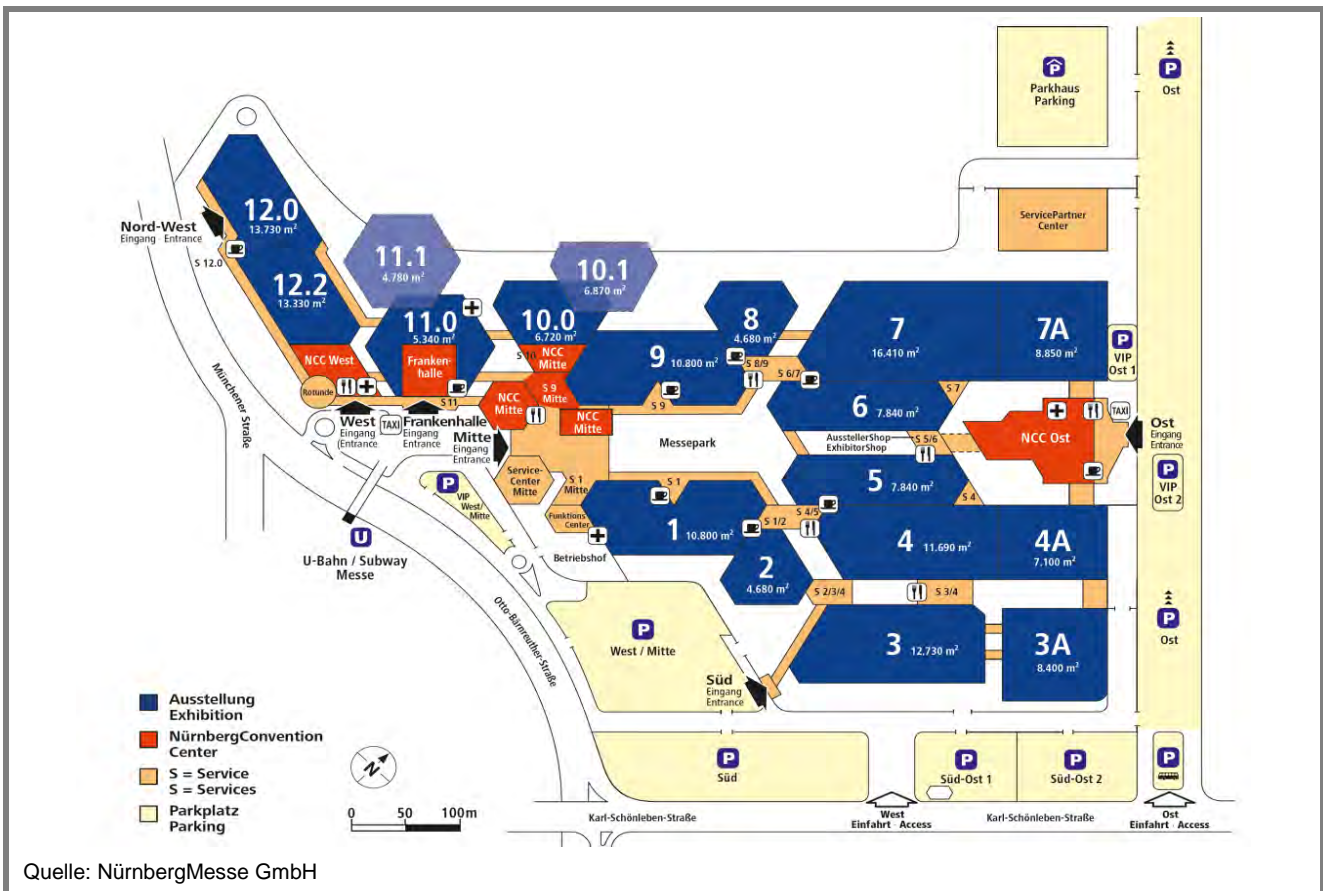 P
Parkhaus
Parking
P
Ost
ServicePartner
Center
Nord-West
Eingang · Entrance
S 12.0
12.0
13.730 m²
12.2
13.330 m²
11.1
4.780 m²
11.0
5.340 m²
10.1
6.870 m²
10.0
6.720 m²
8
4.680 m²
9 10.800 m²
7
16.410 m²
7A
8.850 m²
P
VIP
Ost 1
NCC West
Franken-
halle
S 10
NCC
Mitte
S 8/9
S 6/7
S 7
Rotunde
S 11
NCC
Mitte
S 9
Mitte
NCC
Mitte
S 9
6 7.840 m²
NCC Ost
TAXI
Ost
Eingang
Entrance
West
Eingang
(Entrance
TAXI
Frankenhalle
Eingang
Entrance
Mitte
Eingang
Entrance
Messepark
AusstellerShop
ExhibitorShop
S 5/6
Münchener Straße
P
VIP
West/
Mitte
Service-
Center
Mitte
S 1
Mitte
S 1
5 7.840 m²
S 4
P
VIP
Ost 2
Funktions
Center
1 10.800 m²
S 1/2
S 4/5
4 11.690 m²
4A
7.100 m²
U
U-Bahn / Subway
Messe
Betriebshof
2
4.680 m²
S 2/3/4
S 3/4
Otto-Bärnreuther-Straße
P
West / Mitte
3 12.730 m²
3A
8.400 m²
P
Ost
Süd
Eingang
Entrance
Ausstellung
Exhibition
NürnbergConvention
Center
S = Service
S = Services
Parkplatz
Parking
N
0 50 100m
P
Süd
P
Süd-Ost 1
P
Süd-Ost 2
P
Karl-Schönleben-Straße
West
Einfahrt · Access
Karl-Schönleben-Straße
Ost
Einfahrt · Access
Quelle: NürnbergMesse GmbH